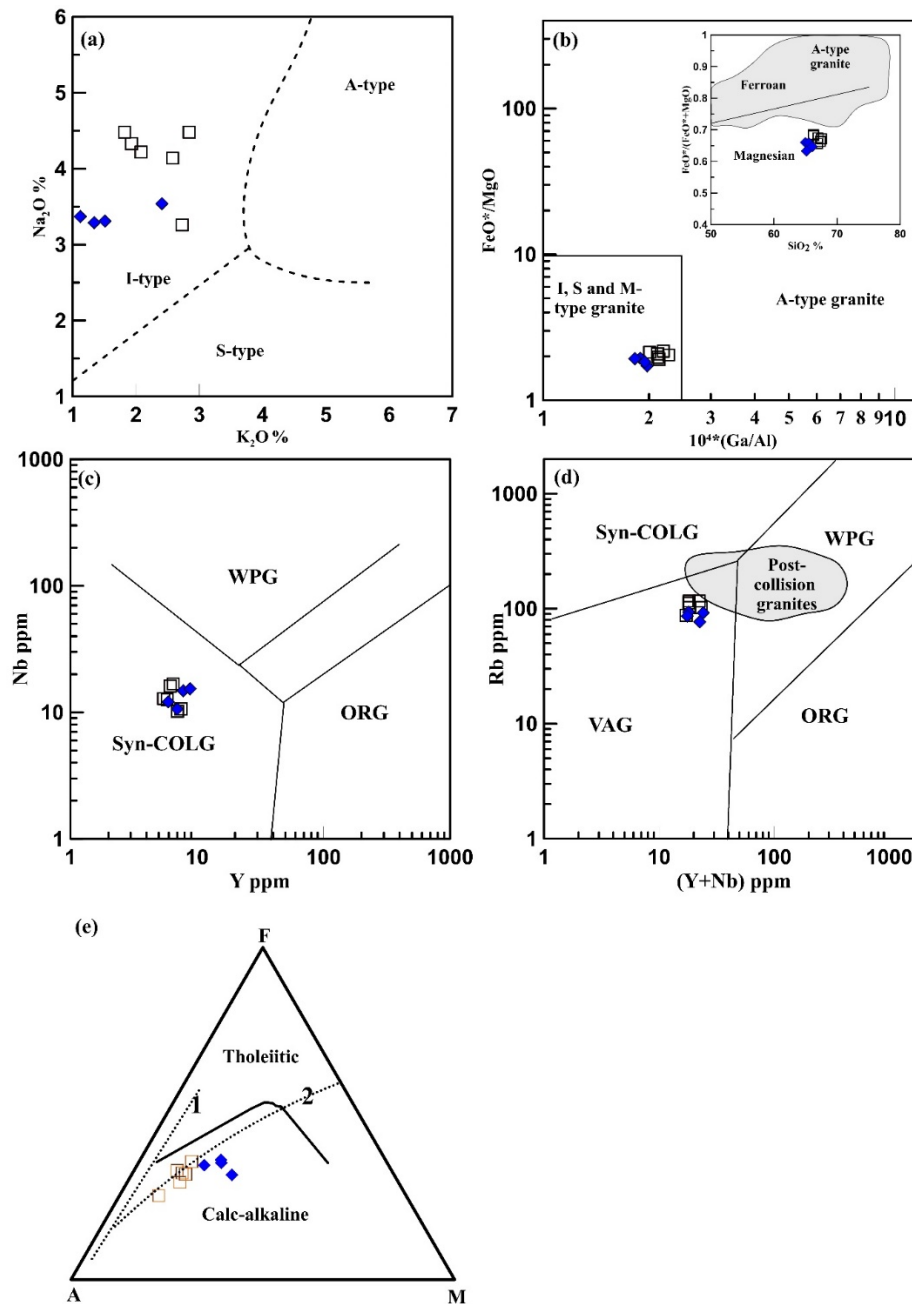 (a)
6
5
4
3
2
1
Na₂O %
A-type
I-type
S-type
1 2 3 4 5 6 7
K₂O %
(b)
100
10
1
FeO*/MgO
I, S and M-
type granite
A-type granite
1 2 3 4 5 6 7 8 9 10
10⁴*(Ga/Al)
1
0.9
0.8
0.7
0.6
0.5
0.4
FeO*/(FeO*+MgO)
A-type
granite
Ferroan
Magnesian
50 60 70 80
SiO₂ %
(c)
1000
100
10
1
Nb ppm
WPG
ORG
Syn-COLG
1 10 100 1000
Y ppm
(d)
1000
100
10
1
Rb ppm
Syn-COLG
WPG
Post-
collision
granites
VAG
ORG
1 10 100 1000
(Y+Nb) ppm
(e)
F
Tholeiitic
1
2
Calc-alkaline
A
M